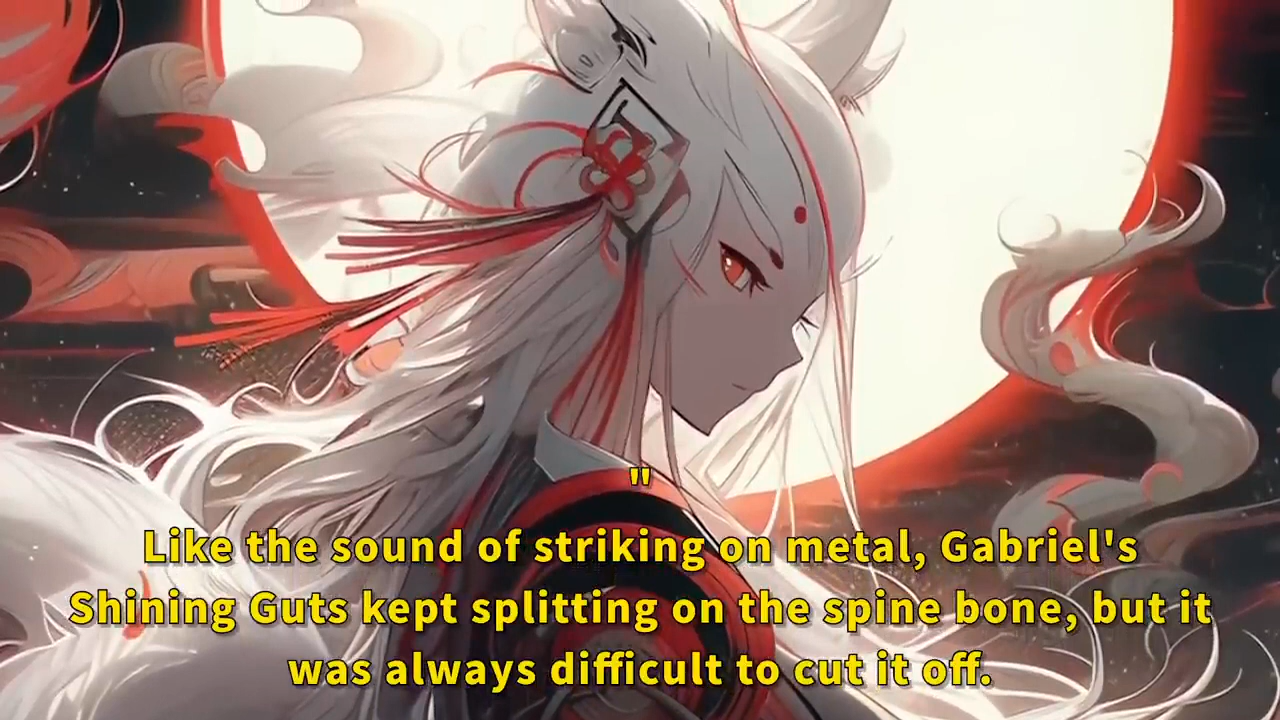 "
Like the sound of striking on metal, Gabriel's
Shining Guts kept splitting on the spine bone, but it
was always difficult to cut it off.